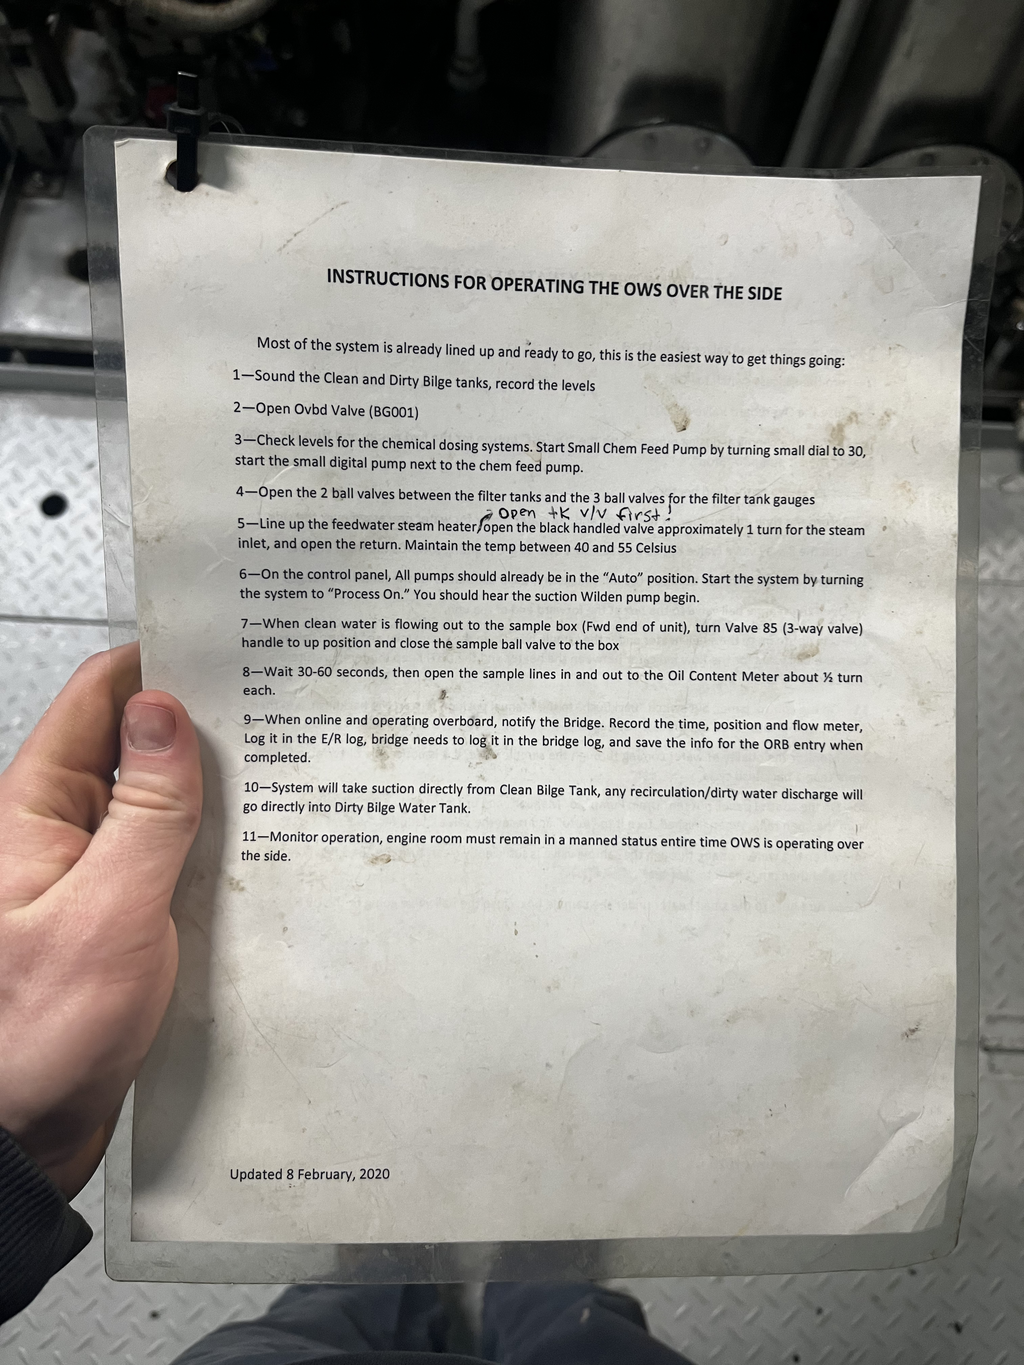 INSTRUCTIONS FOR OPERATING THE OWS OVER THE SIDE
Most of the system is already lined up and ready to go, this is the easiest way to get things going:
1—Sound the Clean and Dirty Bilge tanks, record the levels
2—Open Ovbd Valve (BG001)
3—Check levels for the chemical dosing systems. Start Small Chem Feed Pump by turning small dial to 30,
start the small digital pump next to the chem feed pump.
4—Open the 2 ball valves between the filter tanks and the 3 ball valves for the filter tank gauges
Open tk v/v first!
5—Line up the feedwater steam heater, open the black handled valve approximately 1 turn for the steam
inlet, and open the return. Maintain the temp between 40 and 55 Celsius
6—On the control panel, All pumps should already be in the “Auto” position. Start the system by turning
the system to “Process On.” You should hear the suction Wilden pump begin.
7—When clean water is flowing out to the sample box (Fwd end of unit), turn Valve 85 (3-way valve)
handle to up position and close the sample ball valve to the box
8—Wait 30-60 seconds, then open the sample lines in and out to the Oil Content Meter about ½ turn
each.
9—When online and operating overboard, notify the Bridge. Record the time, position and flow meter,
Log it in the E/R log, bridge needs to log it in the bridge log, and save the info for the ORB entry when
completed.
10—System will take suction directly from Clean Bilge Tank, any recirculation/dirty water discharge will
go directly into Dirty Bilge Water Tank.
11—Monitor operation, engine room must remain in a manned status entire time OWS is operating over
the side.
Updated 8 February, 2020